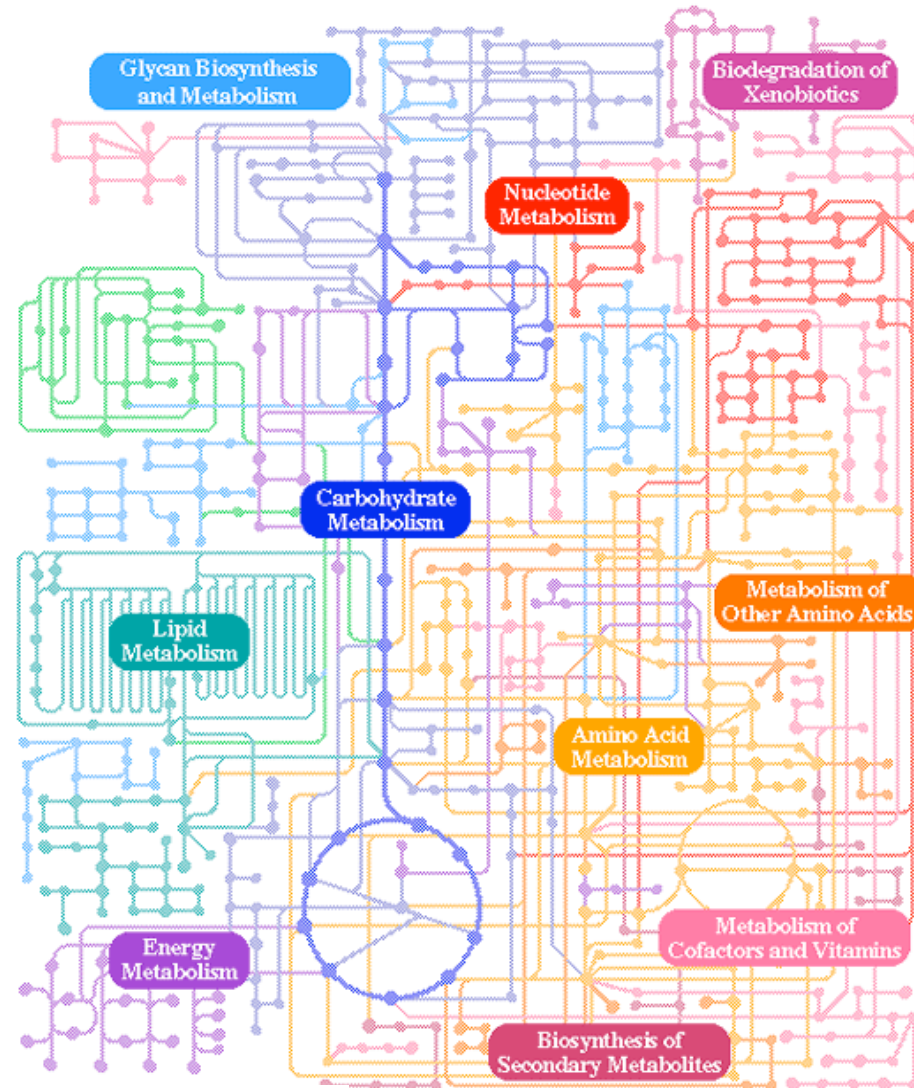 Glycan Biosynthesis
and Metabolism
Biodegradation of
Xenobiotics
Nucleotide
Metabolism
Carbohydrate
Metabolism
Metabolism of
Other Amino Acids
Lipid
Metabolism
Amino Acid
Metabolism
Metabolism of
Cofactors and Vitamins
Energy
Metabolism
Biosynthesis of
Secondary Metabolites